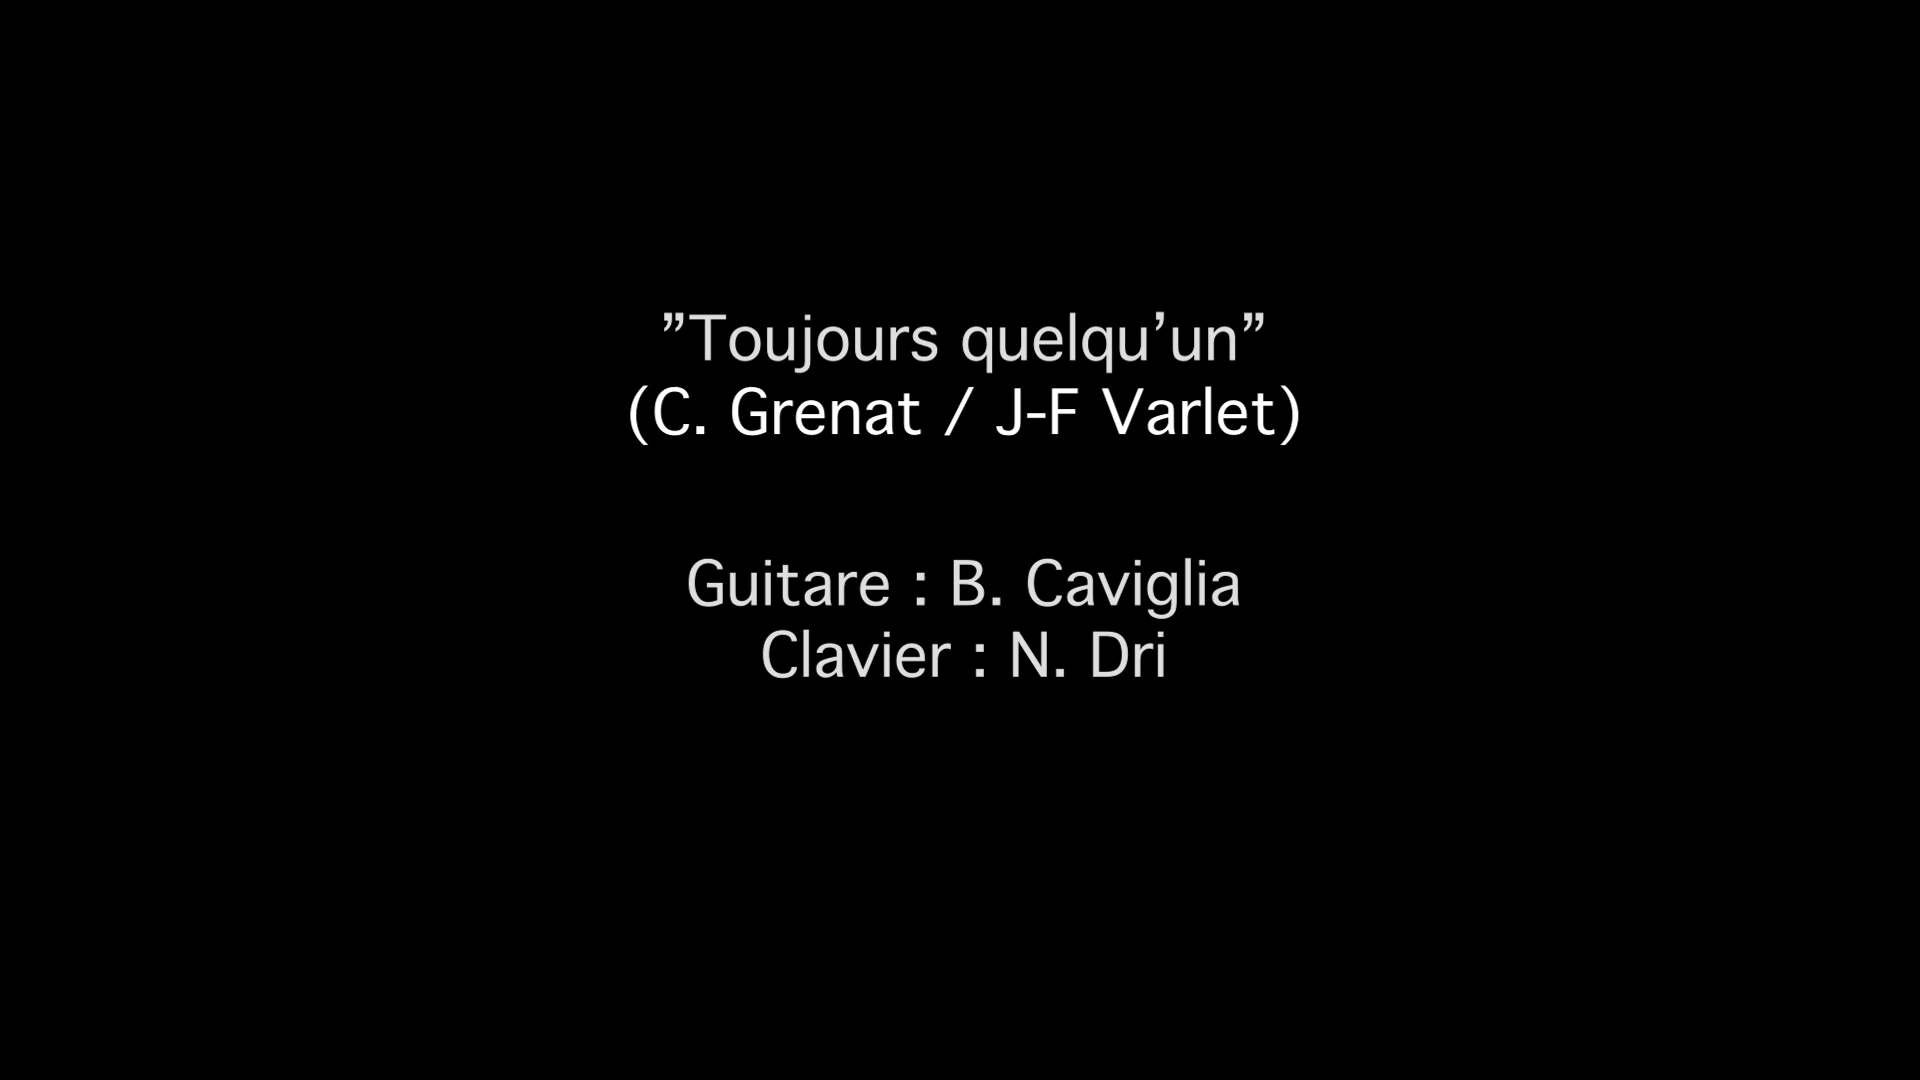 ”Toujours quelqu’un”
(C. Grenat / J-F Varlet)
Guitare : B. Caviglia
Clavier : N. Dri